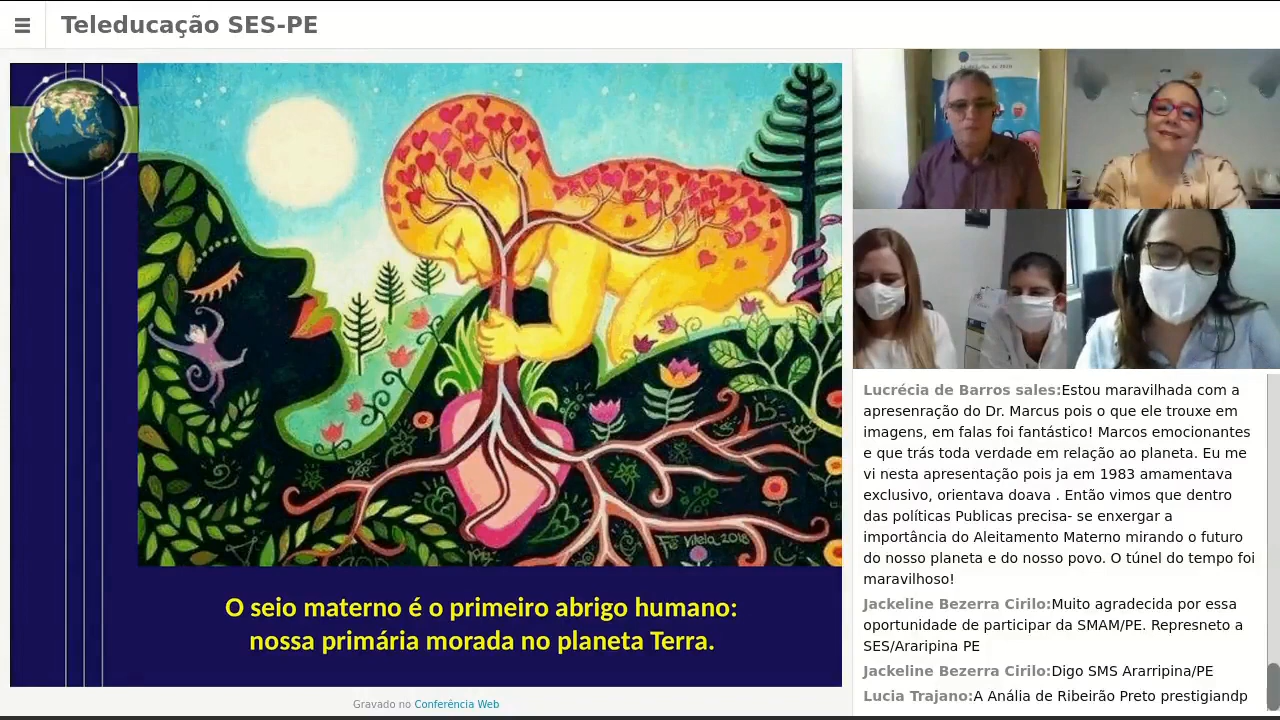 Teleducação SES-PE
Fê Vilela 2018
O seio materno é o primeiro abrigo humano:
nossa primária morada no planeta Terra.
Gravado no Conferência Web
Lucrécia de Barros sales:Estou maravilhada com a
apresenração do Dr. Marcus pois o que ele trouxe em
imagens, em falas foi fantástico! Marcos emocionantes
e que trás toda verdade em relação ao planeta. Eu me
vi nesta apresentação pois ja em 1983 amamentava
exclusivo, orientava doava . Então vimos que dentro
das políticas Publicas precisa- se enxergar a
importância do Aleitamento Materno mirando o futuro
do nosso planeta e do nosso povo. O túnel do tempo foi
maravilhoso!
Jackeline Bezerra Cirilo:Muito agradecida por essa
oportunidade de participar da SMAM/PE. Represneto a
SES/Araripina PE
Jackeline Bezerra Cirilo:Digo SMS Ararripina/PE
Lucia Trajano:A Anália de Ribeirão Preto prestigiandp